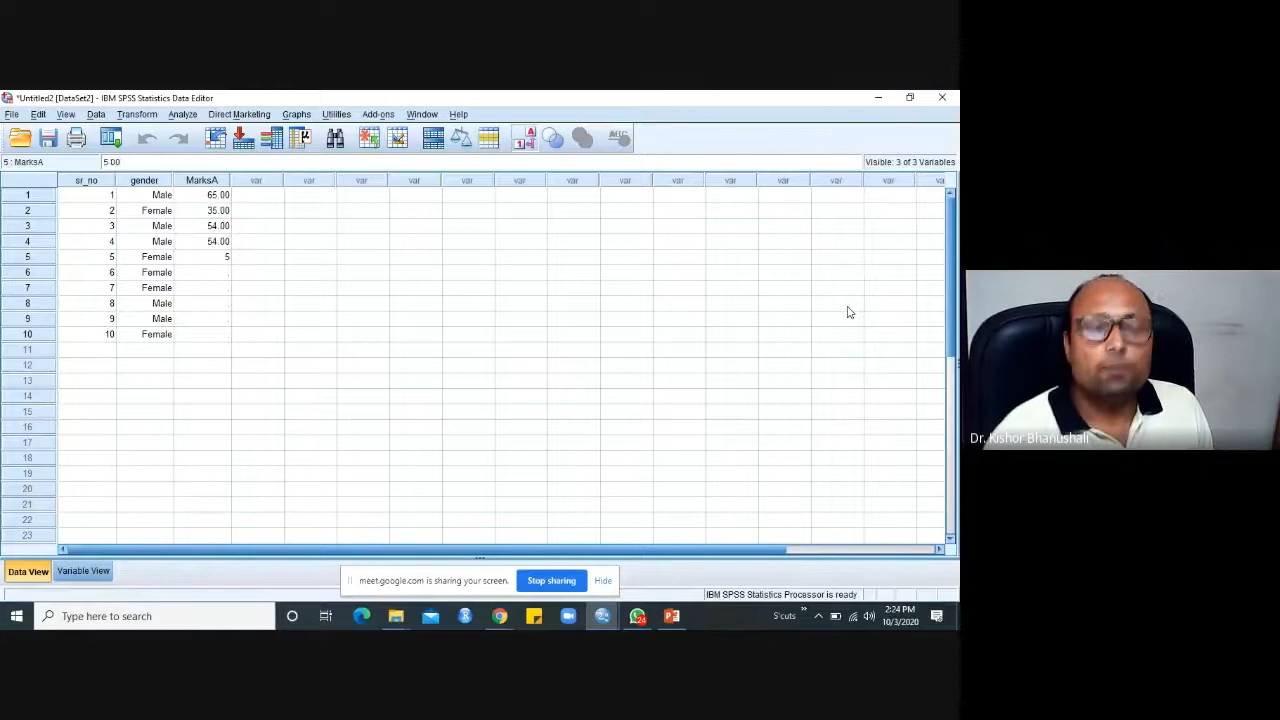 *Untitled2 [DataSet2] - IBM SPSS Statistics Data Editor
File Edit View Data Transform Analyze Direct Marketing Graphs Utilities Add-ons Window Help
5 : MarksA 5.00 Visible: 3 of 3 Variables
sr_no gender MarksA var var var var var var var var var var var var var va
1 1 Male 65.00
2 2 Female 35.00
3 3 Male 54.00
4 4 Male 54.00
5 5 Female 5
6 6 Female .
7 7 Female .
8 8 Male .
9 9 Male .
10 10 Female .
11
12
13
14
15
16
17
18
19
20
21
22
23
Dr. Kishor Bhanushali
Data View Variable View
meet.google.com is sharing your screen. Stop sharing Hide
IBM SPSS Statistics Processor is ready
Type here to search
24
S'cuts
2:24 PM
10/3/2020